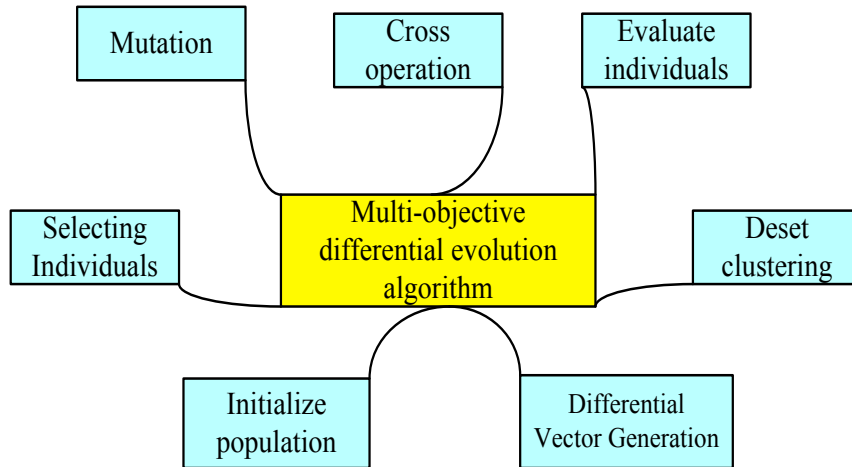 Mutation
Cross
operation
Evaluate
individuals
Selecting
Individuals
Multi-objective
differential evolution
algorithm
Deset
clustering
Initialize
population
Differential
Vector Generation